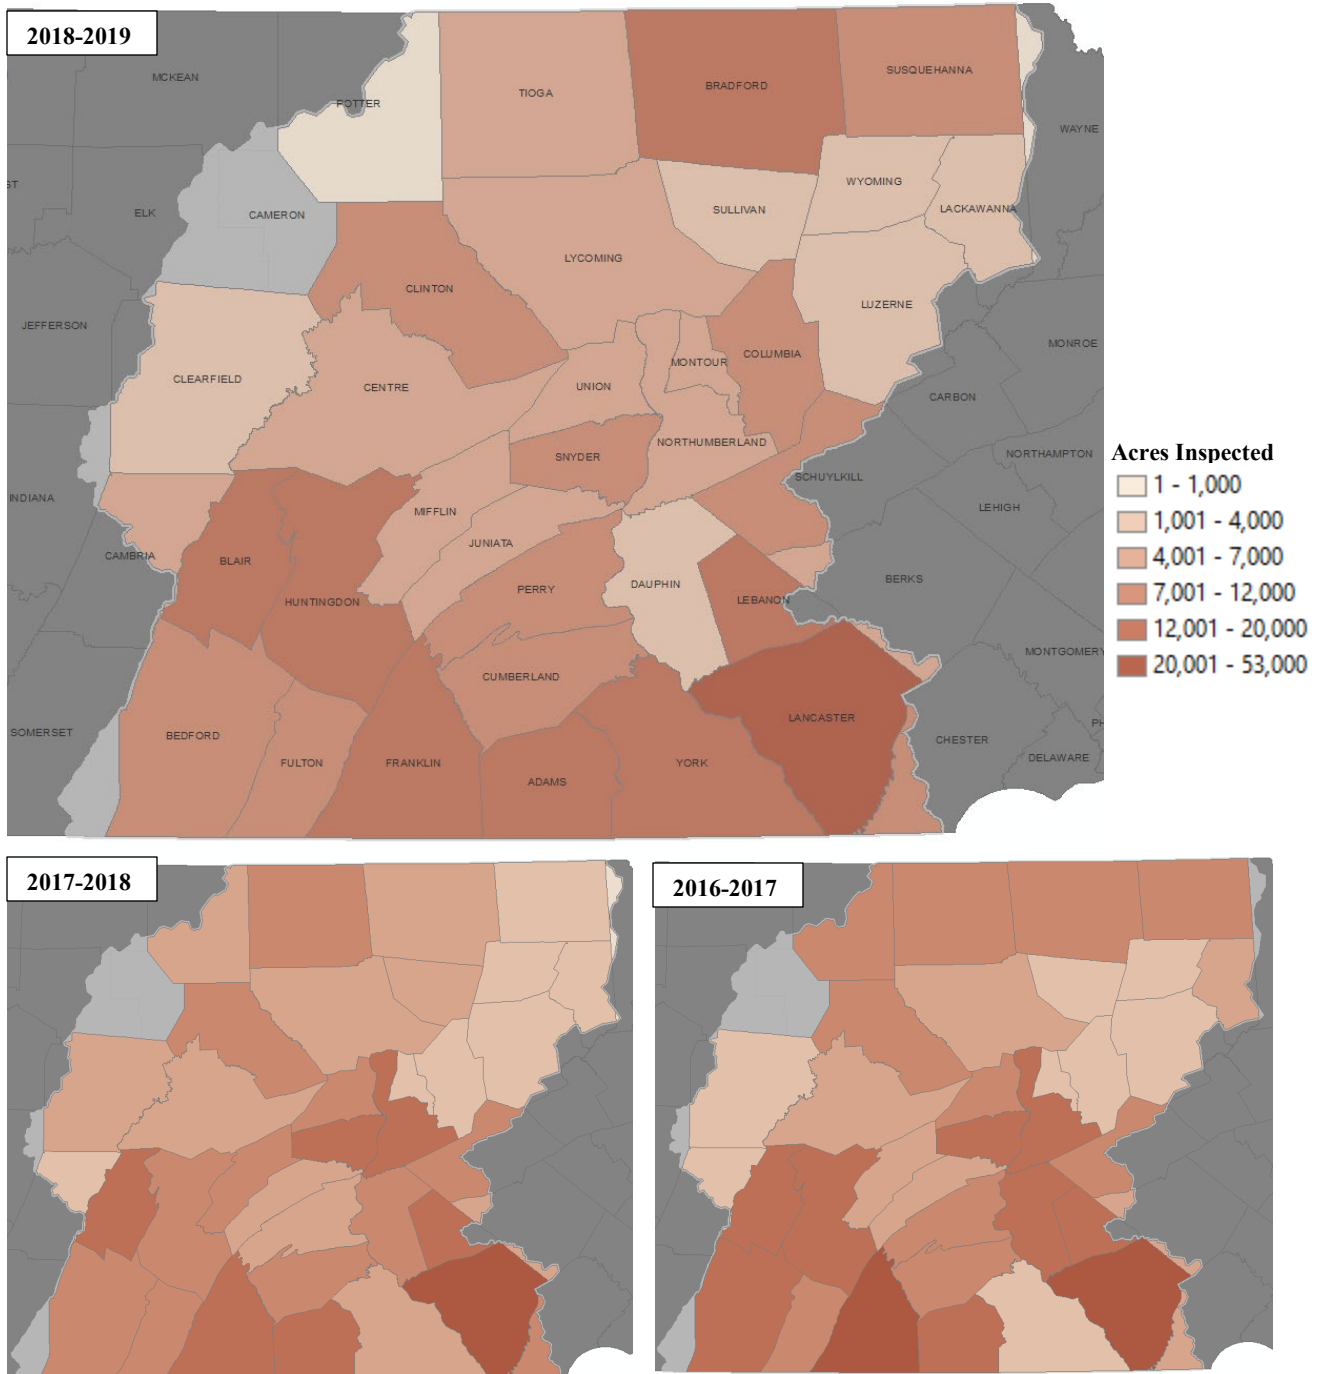 2018-2019
MCKEAN
POTTER
TIOGA
BRADFORD
SUSQUEHANNA
WAYNE
ST
ELK
CAMERON
SULLIVAN
WYOMING
LACKAWANNA
CLINTON
LYCOMING
LUZERNE
JEFFERSON
CLEARFIELD
CENTRE
UNION
MONTOUR
COLUMBIA
MONROE
CARBON
SNYDER
NORTHUMBERLAND
NORTHAMPTON
INDIANA
MIFFLIN
SCHUYLKILL
LEHIGH
CAMBRIA
BLAIR
JUNIATA
HUNTINGDON
PERRY
DAUPHIN
LEBANON
BERKS
CUMBERLAND
MONTGOMERY
SOMERSET
BEDFORD
FULTON
FRANKLIN
ADAMS
YORK
LANCASTER
CHESTER
DELAWARE
PH
Acres Inspected
1 - 1,000
1,001 - 4,000
4,001 - 7,000
7,001 - 12,000
12,001 - 20,000
20,001 - 53,000
2017-2018
2016-2017